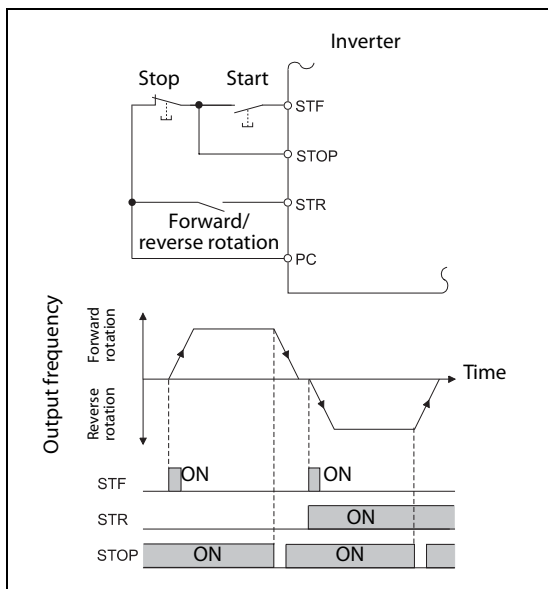 Inverter
Stop
Start
STF
STOP
STR
Forward/
reverse rotation
PC
Output frequency
Forward
rotation
Reverse
rotation
Time
STF
ON
ON
STR
ON
STOP
ON
ON